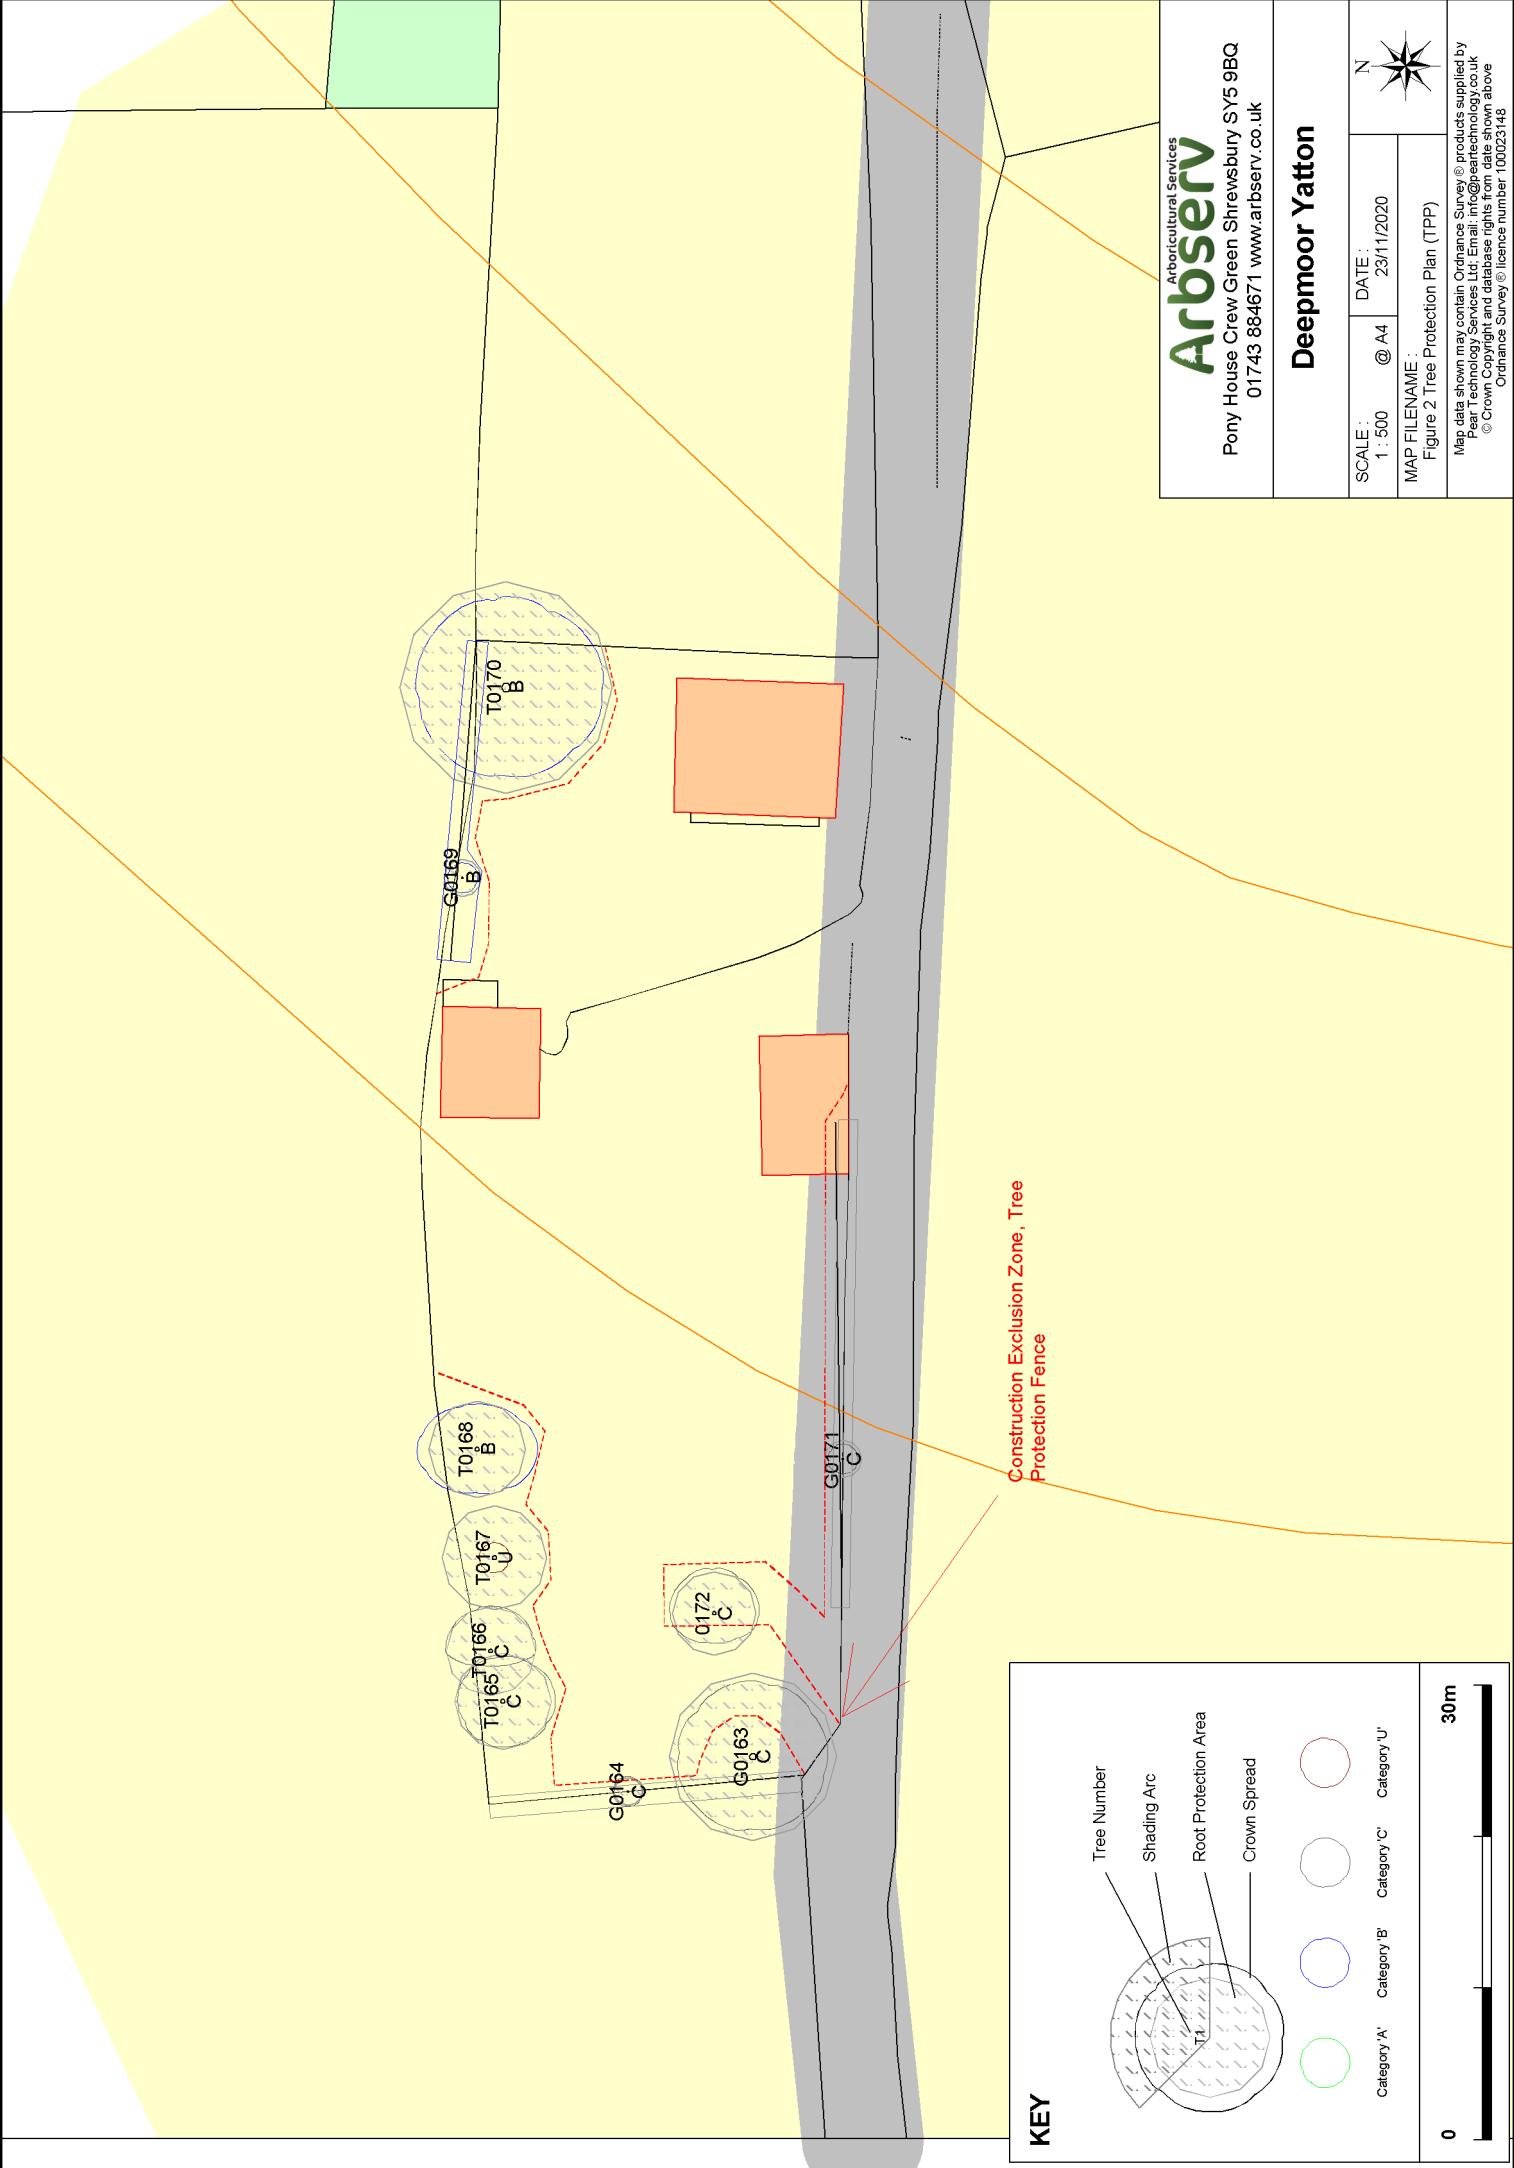 T0170
B
G0169
B
T0168
B
T0167
U
T0166
C
T0165
C
G0164
C
G0163
C
0172
C
G0171
C
Construction Exclusion Zone, Tree
Protection Fence
KEY
T1
Tree Number
Shading Arc
Root Protection Area
Crown Spread
Category 'A'
Category 'B'
Category 'C'
Category 'U'
0
30m
Arboricultural Services
Arbserv
Pony House Crew Green Shrewsbury SY5 9BQ
01743 884671 www.arbserv.co.uk
Deepmoor Yatton
SCALE :
1 : 500 @ A4
DATE :
23/11/2020
N
MAP FILENAME :
Figure 2 Tree Protection Plan (TPP)
Map data shown may contain Ordnance Survey ® products supplied by
Pear Technology Services Ltd; Email: info@peartechnology.co.uk
© Crown Copyright and database rights from date shown above
Ordnance Survey ® licence number 100023148